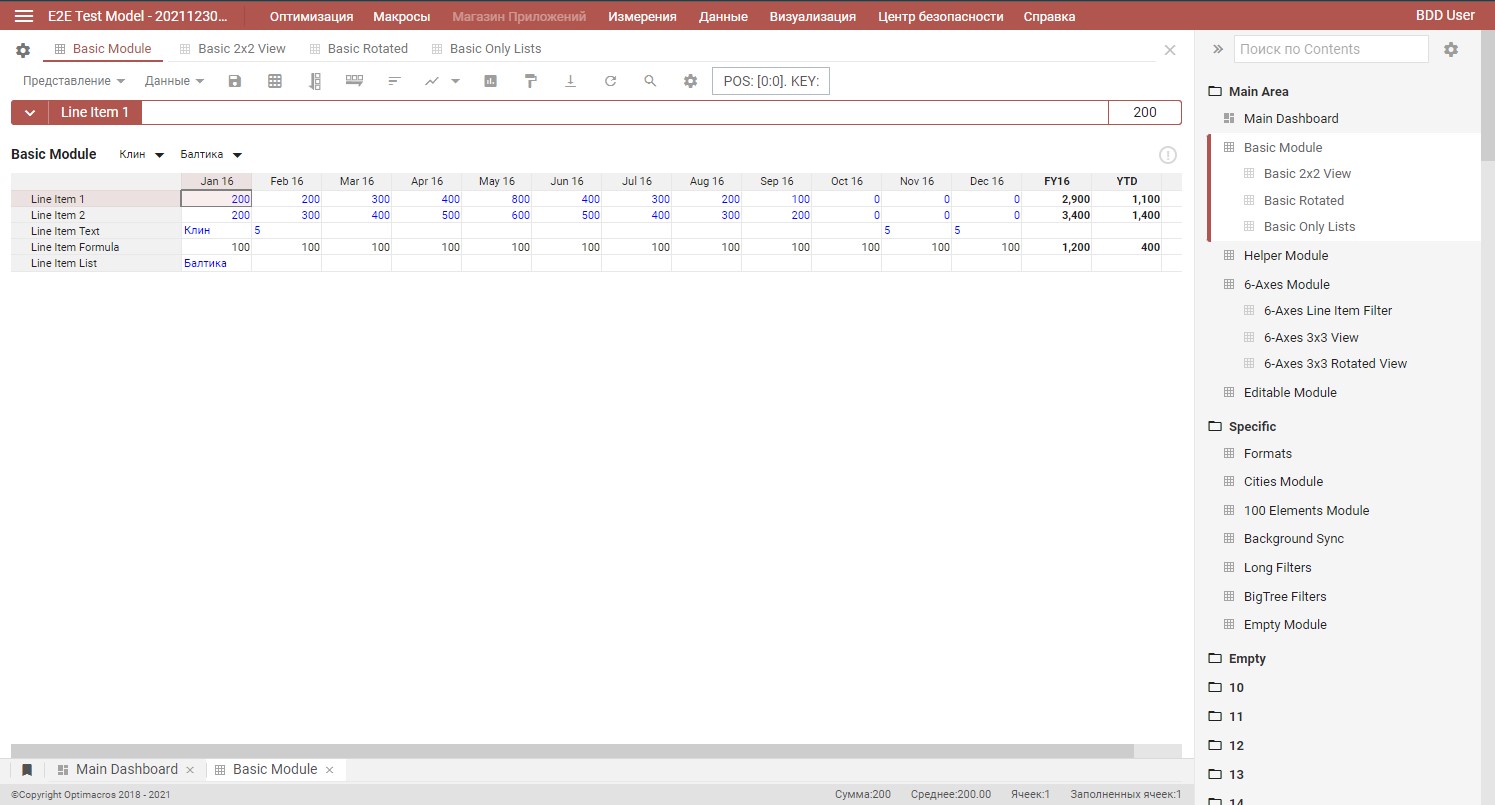 E2E Test Model - 20211230... Оптимизация Макросы Магазин Приложений Измерения Данные Визуализация Центр безопасности Справка BDD User
Basic Module Basic 2x2 View Basic Rotated Basic Only Lists
Представление Данные POS: [0:0]. KEY:
Line Item 1 200
Basic Module Клин Балтика
Jan 16 Feb 16 Mar 16 Apr 16 May 16 Jun 16 Jul 16 Aug 16 Sep 16 Oct 16 Nov 16 Dec 16 FY16 YTD
Line Item 1 200 200 300 400 800 400 300 200 100 0 0 0 2,900 1,100
Line Item 2 200 300 400 500 600 500 400 300 200 0 0 0 3,400 1,400
Line Item Text Клин 5 5 5
Line Item Formula 100 100 100 100 100 100 100 100 100 100 100 100 1,200 400
Line Item List Балтика
Main Dashboard Basic Module
©Copyright Optimacros 2018 - 2021 Сумма:200 Среднее:200.00 Ячеек:1 Заполненных ячеек:1
Поиск по Contents
Main Area
Main Dashboard
Basic Module
Basic 2x2 View
Basic Rotated
Basic Only Lists
Helper Module
6-Axes Module
6-Axes Line Item Filter
6-Axes 3x3 View
6-Axes 3x3 Rotated View
Editable Module
Specific
Formats
Cities Module
100 Elements Module
Background Sync
Long Filters
BigTree Filters
Empty Module
Empty
10
11
12
13
14